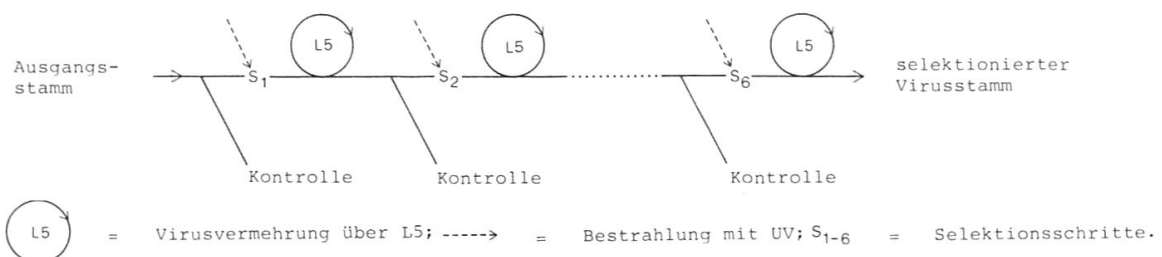 L5 L5 L5
Ausgangs-
stamm
S1 S2 S6
selektionierter
Virusstamm
Kontrolle Kontrolle Kontrolle
L5 = Virusvermehrung über L5; -----> = Bestrahlung mit UV; S1-6 = Selektionsschritte.